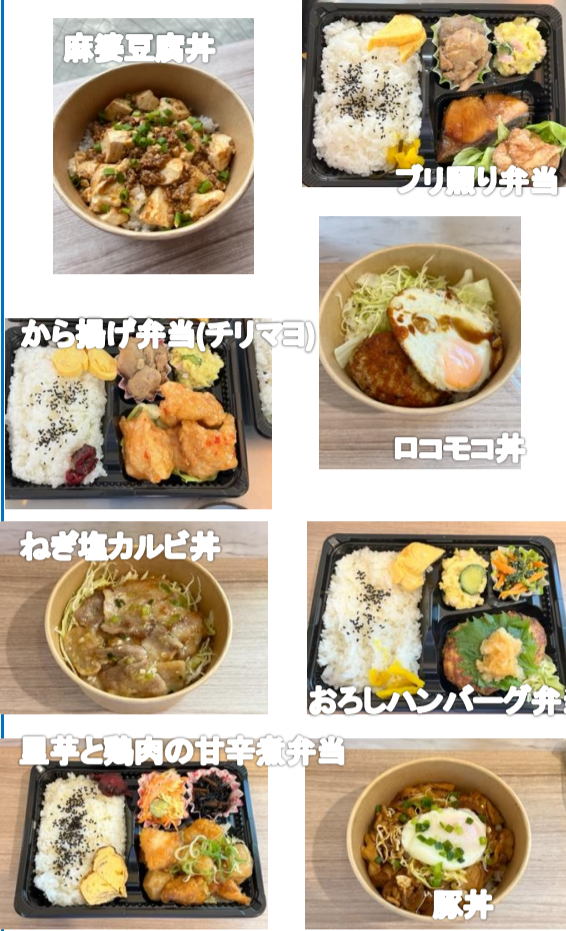 麻婆豆腐丼
ブリ照り弁当
から揚げ弁当(チリマヨ)
ロコモコ丼
ねぎ塩カルビ丼
おろしハンバーグ弁
里芋と鶏肉の甘辛煮弁当
豚丼